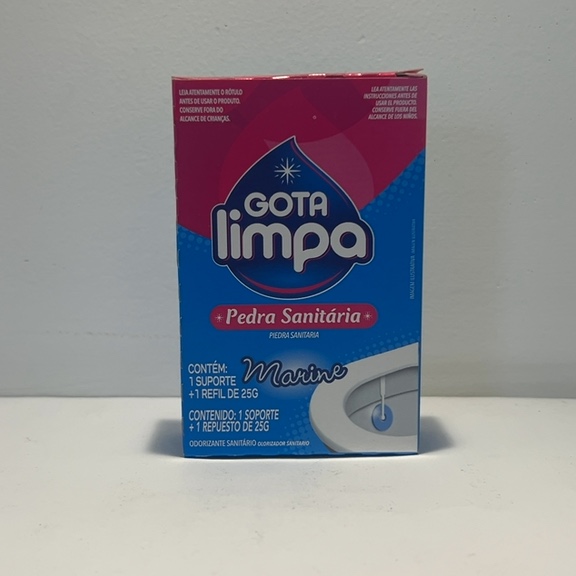 LEIA ATENTAMENTE O RÓTULO
ANTES DE USAR O PRODUTO.
CONSERVE FORA DO
ALCANCE DE CRIANÇAS.
LEA ATENTAMENTE LAS
INSTRUCCIONES ANTES DE
USAR EL PRODUCTO.
CONSERVE FUERA DEL
ALCANCE DE LOS NIÑOS.
GOTA
limpa
Pedra Sanitária
PIEDRA SANITARIA
Marine
CONTÉM:
1 SUPORTE
+1 REFIL DE 25G
CONTENIDO: 1 SOPORTE
+ 1 REPUESTO DE 25G
ODORIZANTE SANITÁRIO OLORIZADOR SANITARIO